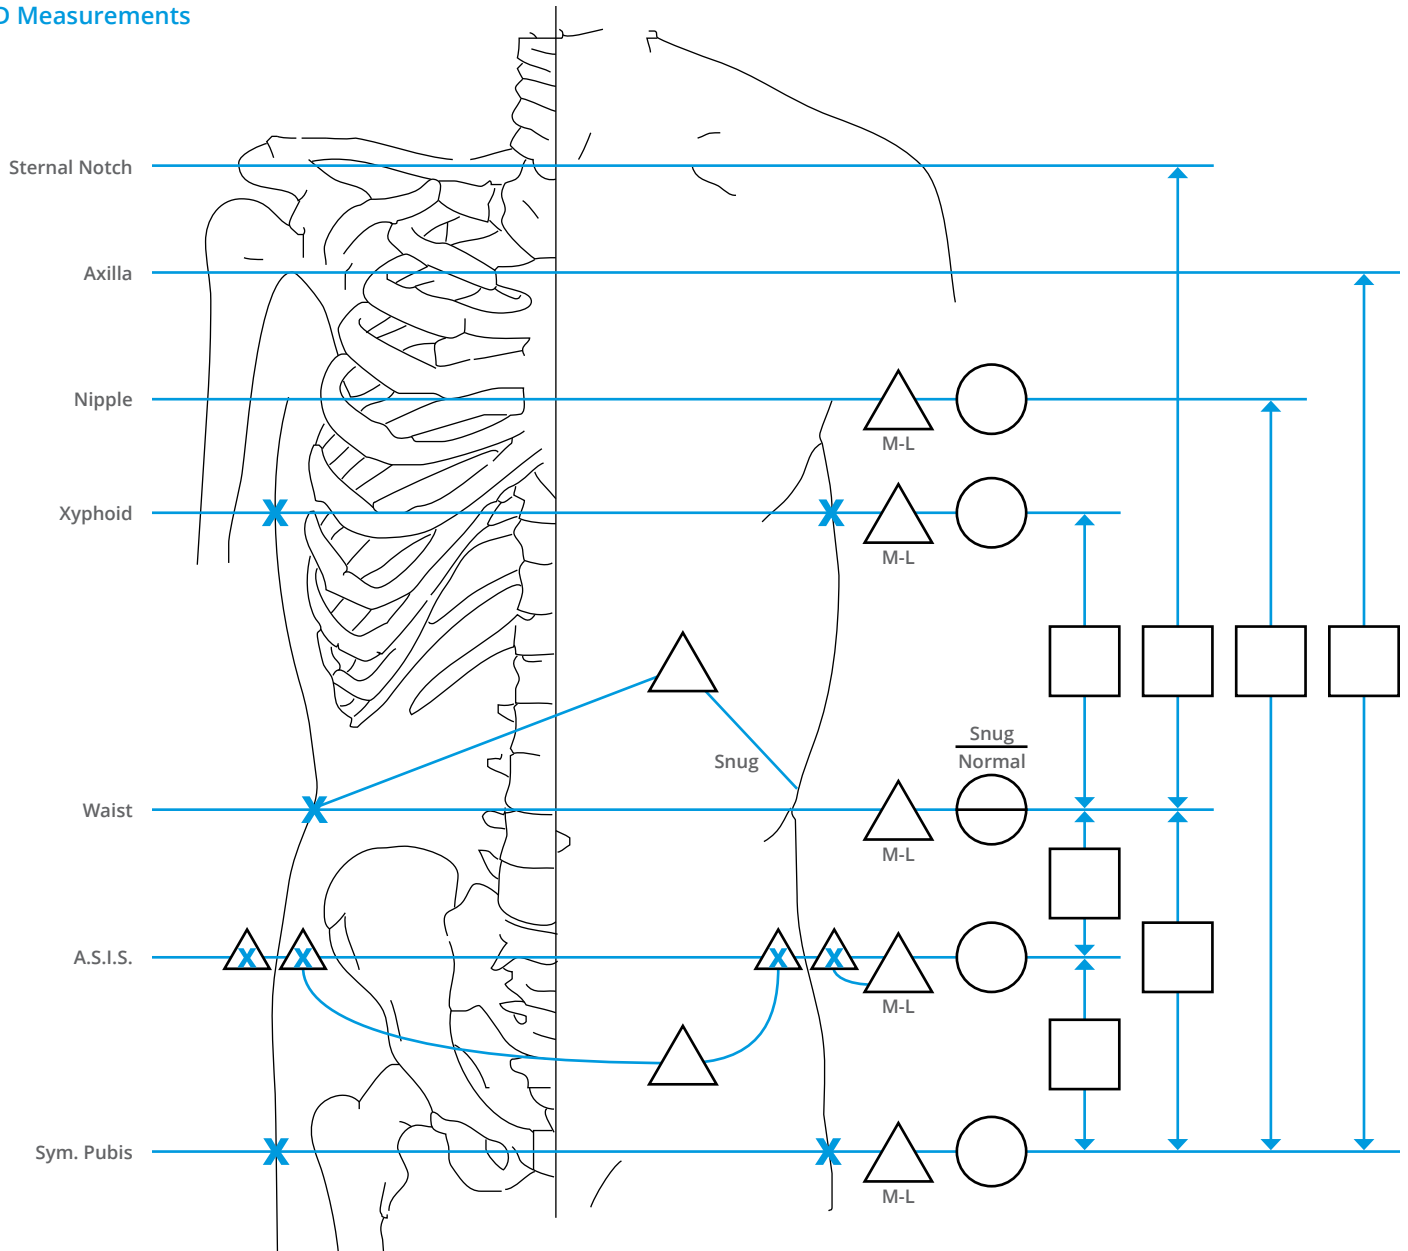 D Measurements
Sternal Notch
Axilla
Nipple
M-L
Xyphoid
M-L
Snug
Snug
Normal
Waist
M-L
X
X
X
X
A.S.I.S.
M-L
Sym. Pubis
M-L